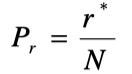 P_r = r^* / N